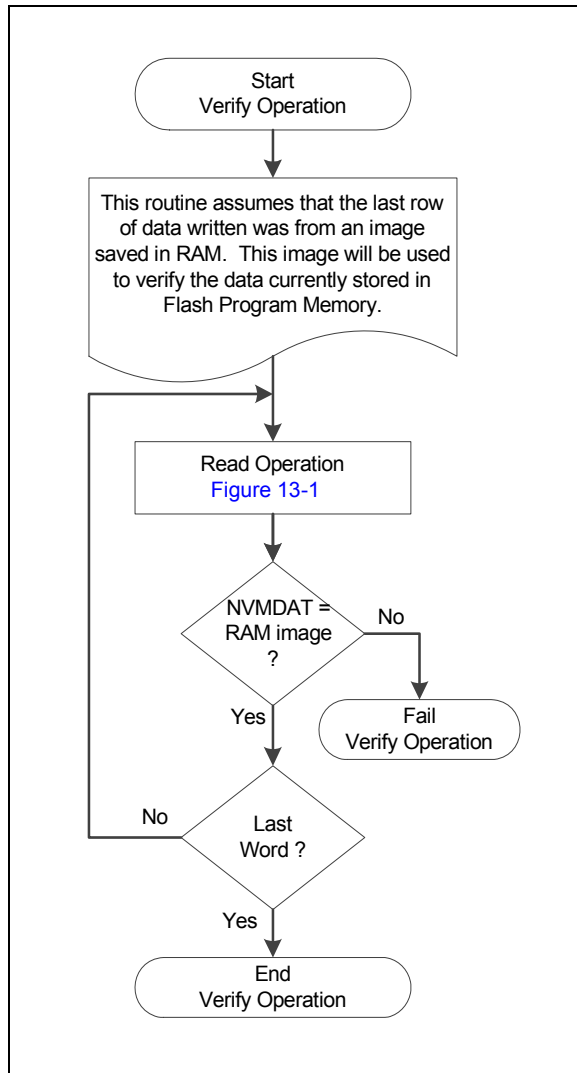 Start
Verify Operation
This routine assumes that the last row
of data written was from an image
saved in RAM.  This image will be used
to verify the data currently stored in
Flash Program Memory.
Read Operation
Figure 13-1
NVMDAT =
RAM image
?
No
Yes
Fail
Verify Operation
No
Last
Word ?
Yes
End
Verify Operation